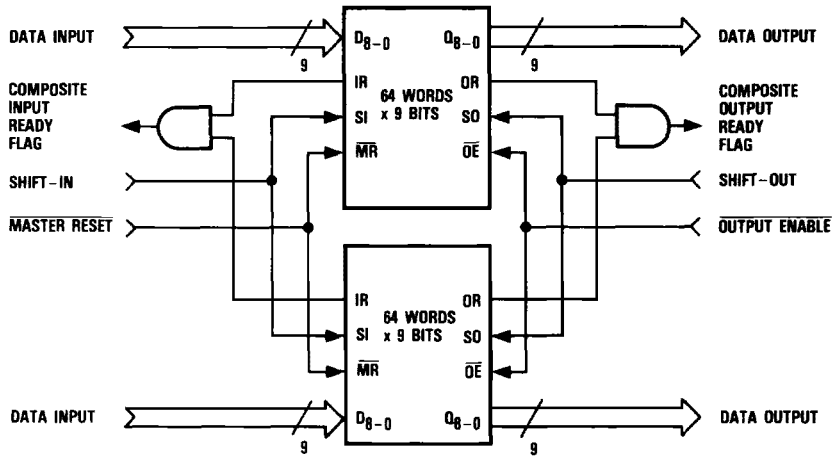 DATA INPUT
9
D8-0
Q8-0
9
DATA OUTPUT
COMPOSITE
INPUT
READY
FLAG
IR
SI
MR
64 WORDS
x 9 BITS
OR
SO
OE
COMPOSITE
OUTPUT
READY
FLAG
SHIFT-IN
SHIFT-OUT
MASTER RESET
OUTPUT ENABLE
IR
SI
MR
64 WORDS
x 9 BITS
OR
SO
OE
DATA INPUT
9
D8-0
Q8-0
9
DATA OUTPUT